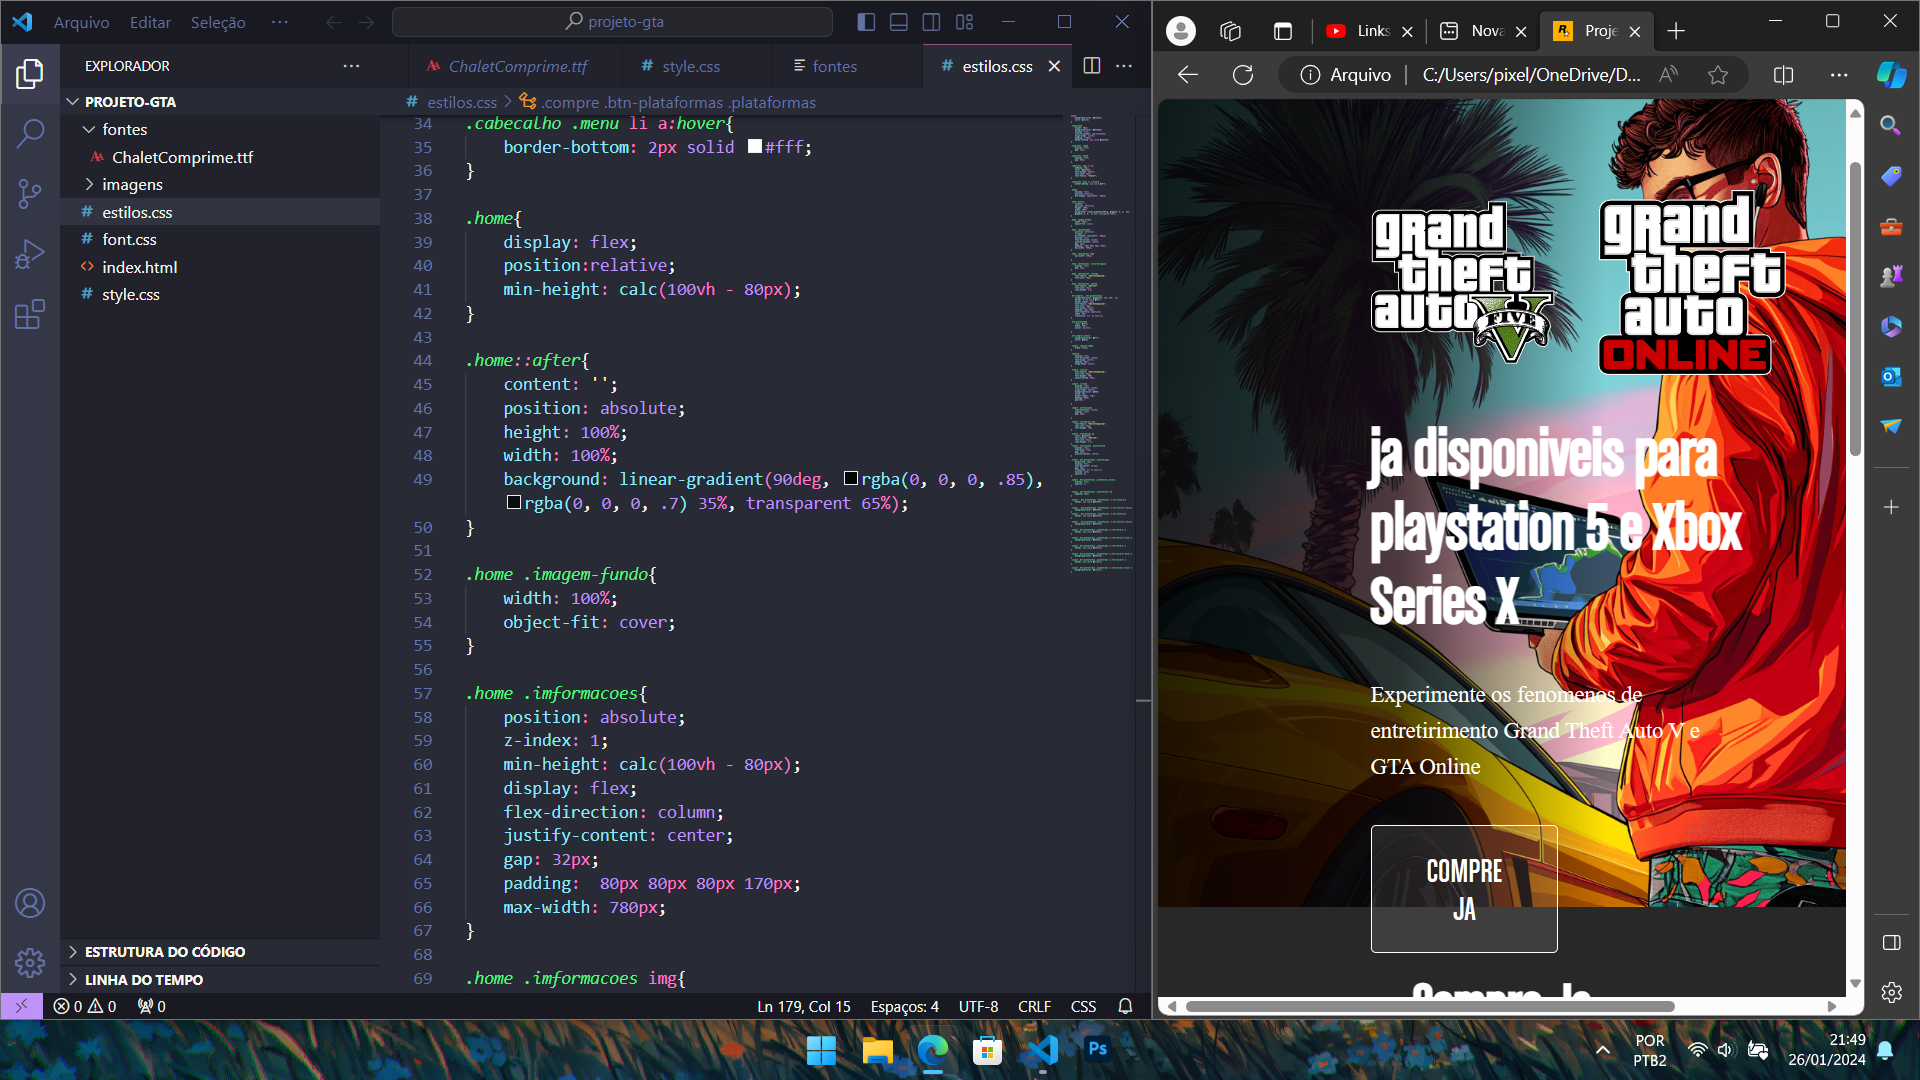 Arquivo
Editar
Seleção
projeto-gta
EXPLORADOR
PROJETO-GTA
fontes
ChaletComprime.ttf
imagens
estilos.css
font.css
index.html
style.css
ESTRUTURA DO CÓDIGO
LINHA DO TEMPO
ChaletComprime.ttf
style.css
fontes
estilos.css
estilos.css > .compre .btn-plataformas .plataformas
34 .cabecalho .menu li a:hover{
35 border-bottom: 2px solid #fff;
36 }
37
38 .home{
39 display: flex;
40 position:relative;
41 min-height: calc(100vh - 80px);
42 }
43
44 .home::after{
45 content: '';
46 position: absolute;
47 height: 100%;
48 width: 100%;
49 background: linear-gradient(90deg, rgba(0, 0, 0, .85),
rgba(0, 0, 0, .7) 35%, transparent 65%);
50 }
51
52 .home .imagem-fundo{
53 width: 100%;
54 object-fit: cover;
55 }
56
57 .home .imformacoes{
58 position: absolute;
59 z-index: 1;
60 min-height: calc(100vh - 80px);
61 display: flex;
62 flex-direction: column;
63 justify-content: center;
64 gap: 32px;
65 padding:  80px 80px 80px 170px;
66 max-width: 780px;
67 }
68
69 .home .imformacoes img{
0 0 0
Ln 179, Col 15
Espaços: 4
UTF-8
CRLF
CSS
Links
Nova
Proje
Arquivo
C:/Users/pixel/OneDrive/D...
grand
theft
auto
FIVE
grand
theft
auto
ONLINE
ja disponiveis para
playstation 5 e Xbox
Series X
Experimente os fenomenos de
entretirimento Grand Theft Auto V e
GTA Online
COMPRE
JA
Compre Ja
Ps
POR
PTB2
21:49
26/01/2024